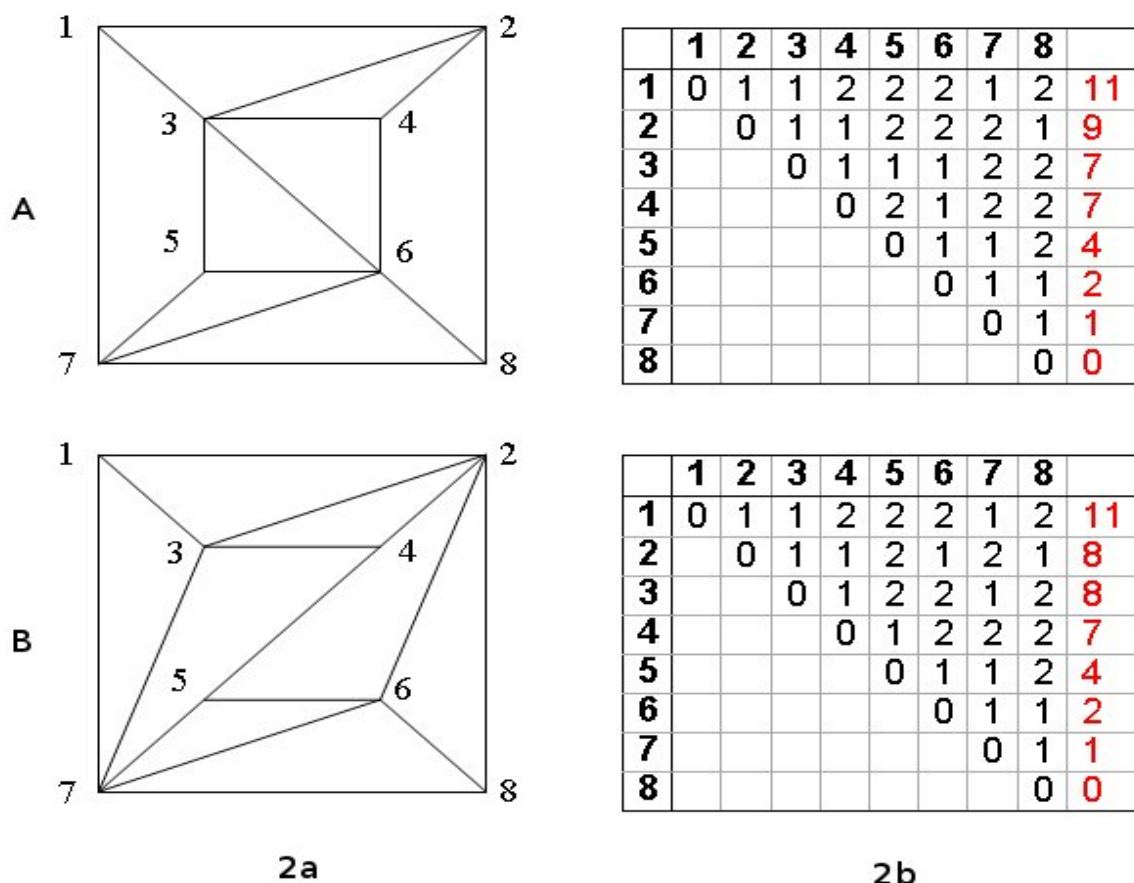 1 2
3 4
A
5 6
7 8
1 2 3 4 5 6 7 8
1 0 1 1 2 2 2 1 2 11
2 0 1 1 2 2 2 1 9
3 0 1 1 1 2 2 7
4 0 2 1 2 2 7
5 0 1 1 2 4
6 0 1 1 2
7 0 1 1
8 0 0
1 2
3 4
B
5 6
7 8
1 2 3 4 5 6 7 8
1 0 1 1 2 2 2 1 2 11
2 0 1 1 2 1 2 1 8
3 0 1 2 2 1 2 8
4 0 1 2 2 2 7
5 0 1 1 2 4
6 0 1 1 2
7 0 1 1
8 0 0
2a 2b